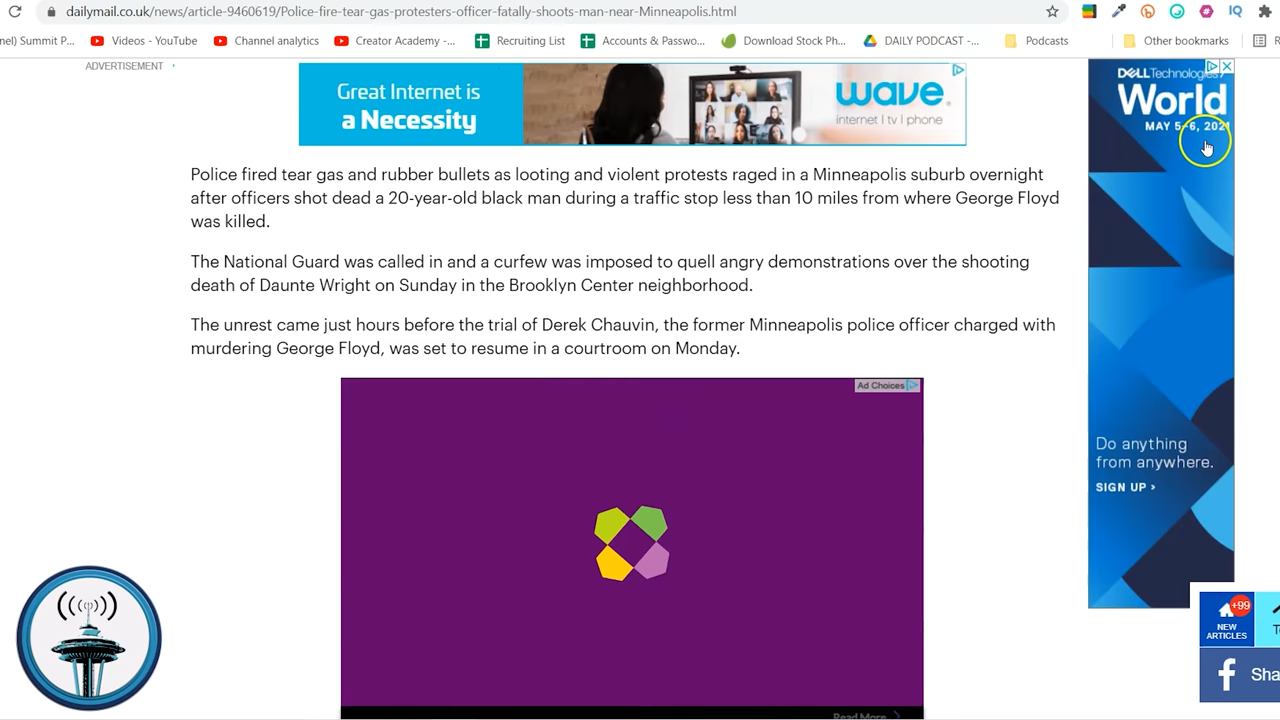 dailymail.co.uk/news/article-9460619/Police-fire-tear-gas-protesters-officer-fatally-shoots-man-near-Minneapolis.html
nel) Summit P... Videos - YouTube Channel analytics Creator Academy -... Recruiting List Accounts & Passwo... Download Stock Ph... DAILY PODCAST -... Podcasts Other bookmarks
ADVERTISEMENT
Great Internet is
a Necessity
wave
internet | tv | phone
DELLTechnologies
World
MAY 5-6, 2021
Police fired tear gas and rubber bullets as looting and violent protests raged in a Minneapolis suburb overnight
after officers shot dead a 20-year-old black man during a traffic stop less than 10 miles from where George Floyd
was killed.
The National Guard was called in and a curfew was imposed to quell angry demonstrations over the shooting
death of Daunte Wright on Sunday in the Brooklyn Center neighborhood.
The unrest came just hours before the trial of Derek Chauvin, the former Minneapolis police officer charged with
murdering George Floyd, was set to resume in a courtroom on Monday.
Ad Choices
Do anything
from anywhere.
SIGN UP >
+99
NEW
ARTICLES
Sha
Read More